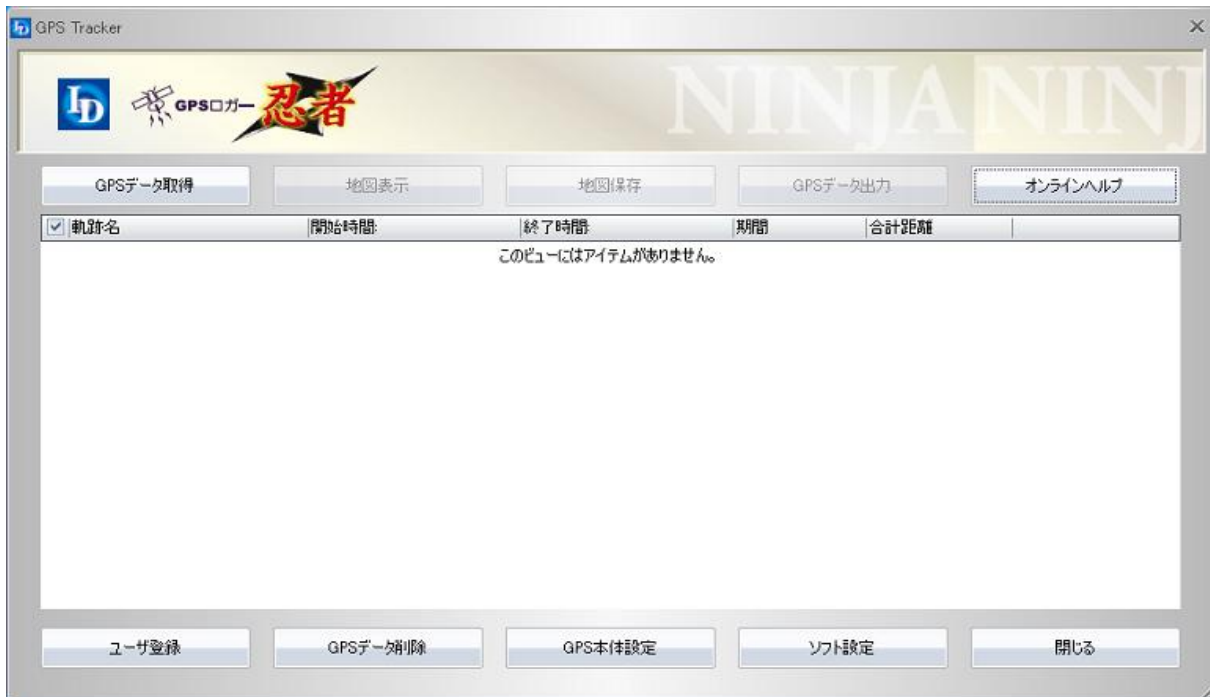 GPS Tracker
ID GPSロガー 忍者 NINJA NINJ
GPSデータ取得 地図表示 地図保存 GPSデータ出力 オンラインヘルプ
軌跡名 開始時間: 終了時間: 期間 合計距離
このビューにはアイテムがありません。
ユーザ登録 GPSデータ削除 GPS本体設定 ソフト設定 閉じる